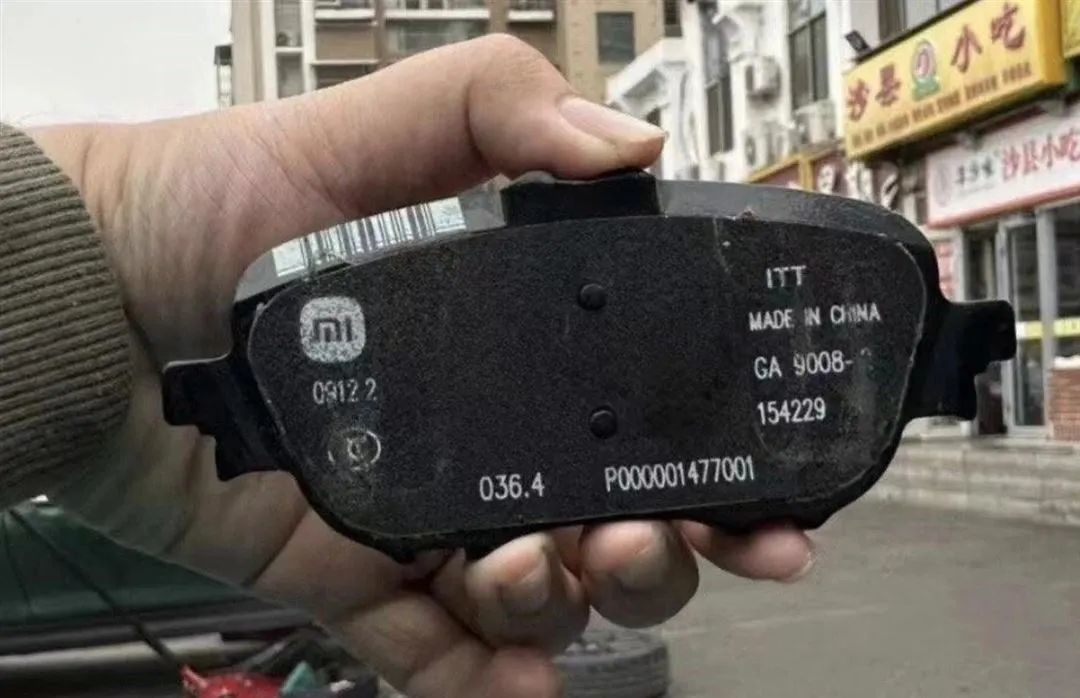 沙县 小吃
沙县小吃
mi
0912 2
ITT
MADE IN CHINA
GA 9008-
154229
036.4
P000001477001